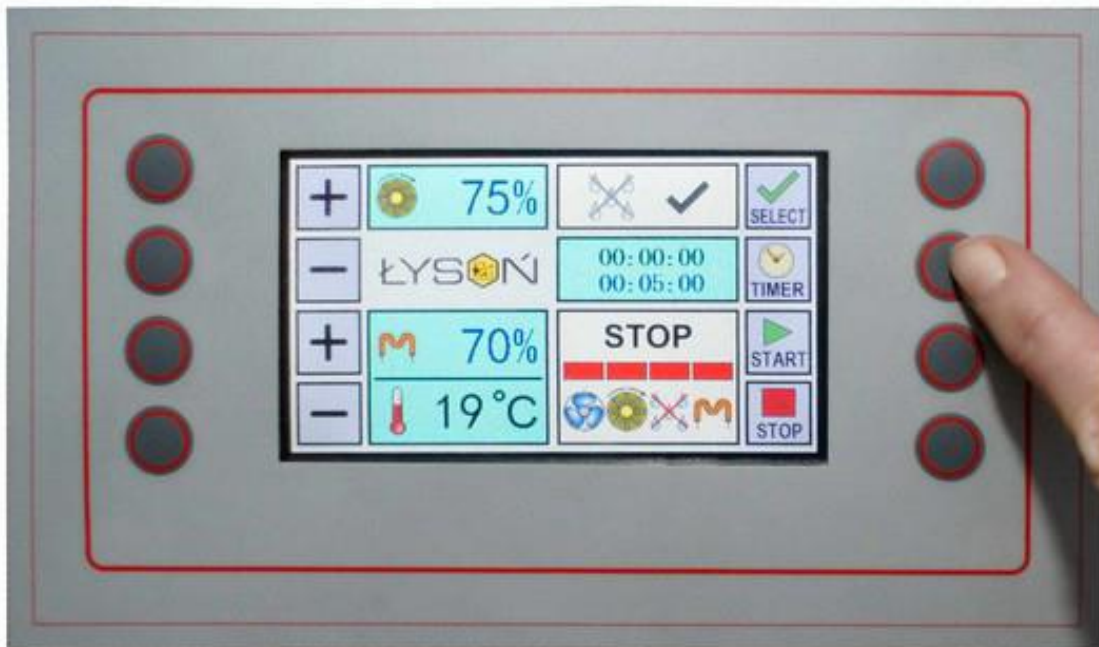 + 75% SELECT
− ŁYSOŃ 00:00:00 TIMER
00:05:00
+ 70% STOP START
− 19°C STOP